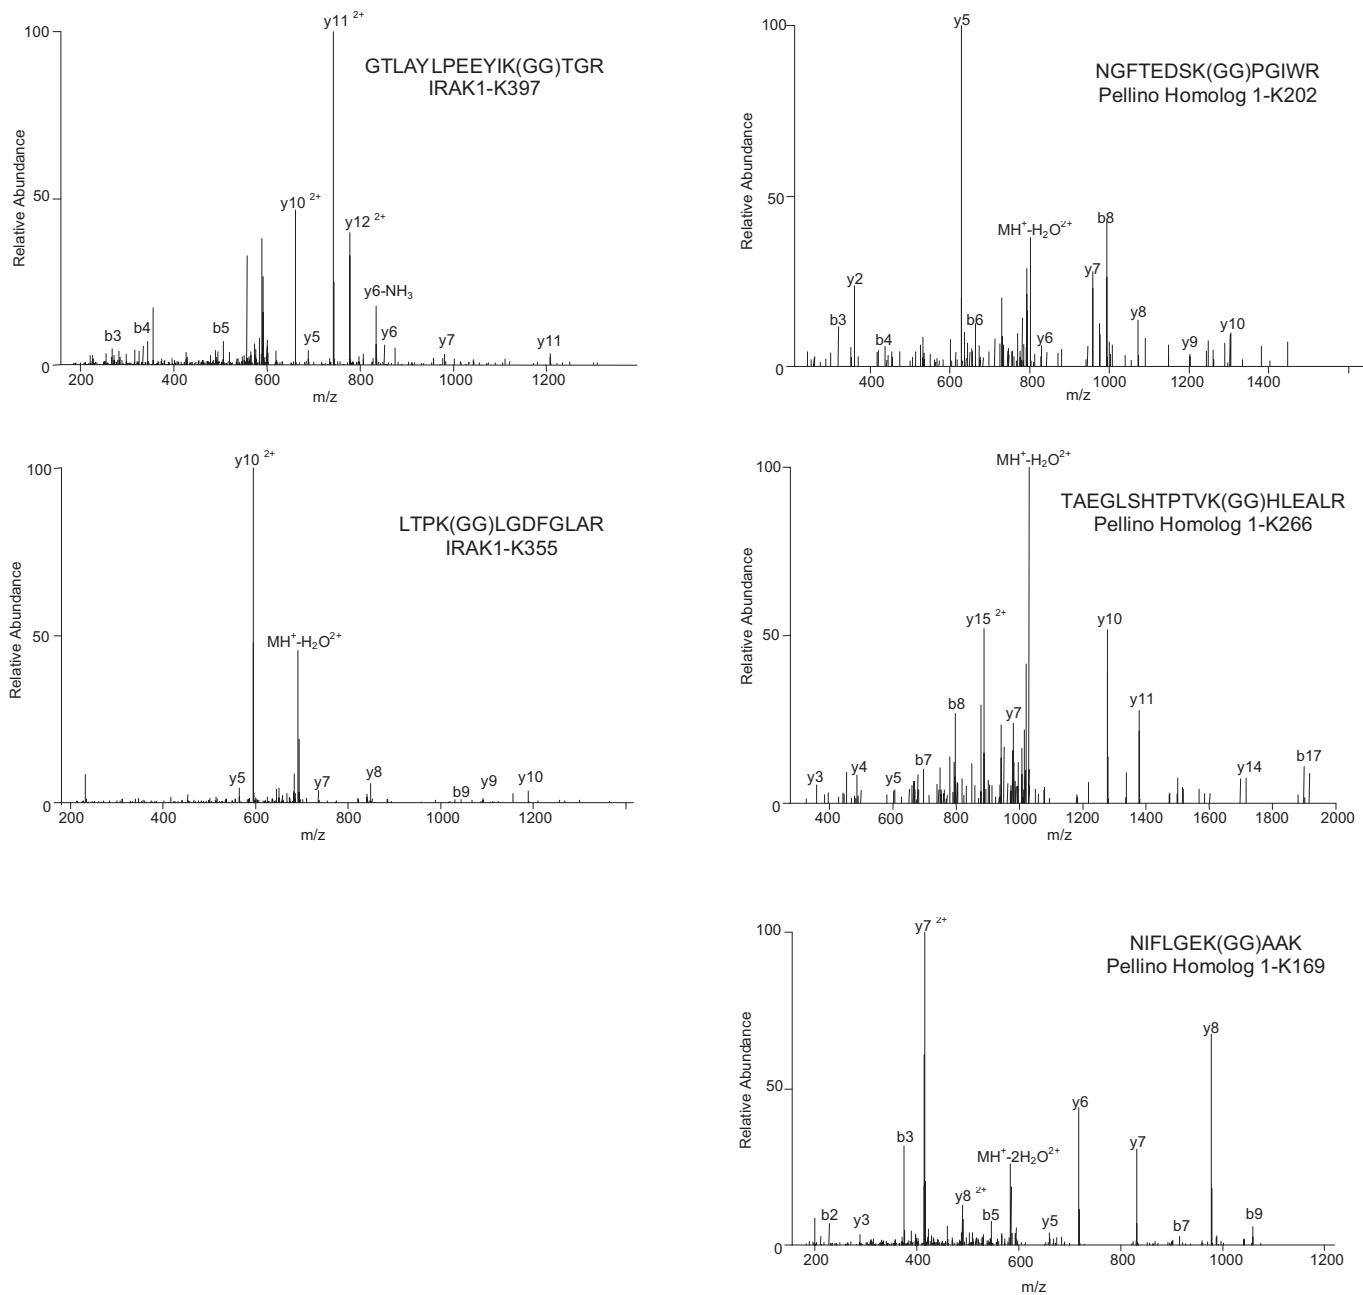 y11 2+
100
GTLAYLPEEYIK(GG)TGR
IRAK1-K397
Relative Abundance
50
y10 2+
y12 2+
y6-NH3
b3
b4
b5
y5
y6
y7
y11
0
200
400
600
800
1000
1200
m/z
y5
100
NGFTEDSK(GG)PGIWR
Pellino Homolog 1-K202
Relative Abundance
50
MH+-H2O2+
b8
y7
y2
b3
b4
b6
y6
y8
y9
y10
0
400
600
800
1000
1200
1400
m/z
y10 2+
100
LTPK(GG)LGDFGLAR
IRAK1-K355
Relative Abundance
50
MH+-H2O2+
y5
y7
y8
b9
y9
y10
0
200
400
600
800
1000
1200
m/z
MH+-H2O2+
100
TAEGLSHTPTVK(GG)HLEALR
Pellino Homolog 1-K266
Relative Abundance
50
y15 2+
y10
b8
y7
y11
y3
y4
y5
b7
y14
b17
0
400
600
800
1000
1200
1400
1600
1800
2000
m/z
y7 2+
100
NIFLGEK(GG)AAK
Pellino Homolog 1-K169
Relative Abundance
50
y8
y6
b3
MH+-2H2O2+
y7
y8 2+
b2
y3
b5
y5
b7
b9
0
200
400
600
800
1000
1200
m/z